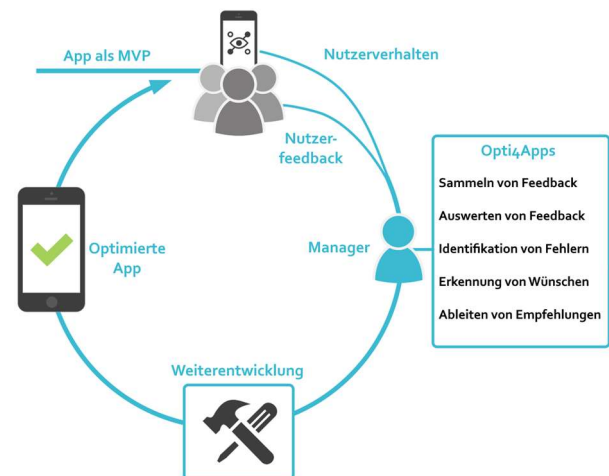 App als MVP
Nutzerverhalten
Nutzer-
feedback
Opti4Apps
Sammeln von Feedback
Auswerten von Feedback
Identifikation von Fehlern
Erkennung von Wünschen
Ableiten von Empfehlungen
Manager
Optimierte
App
Weiterentwicklung